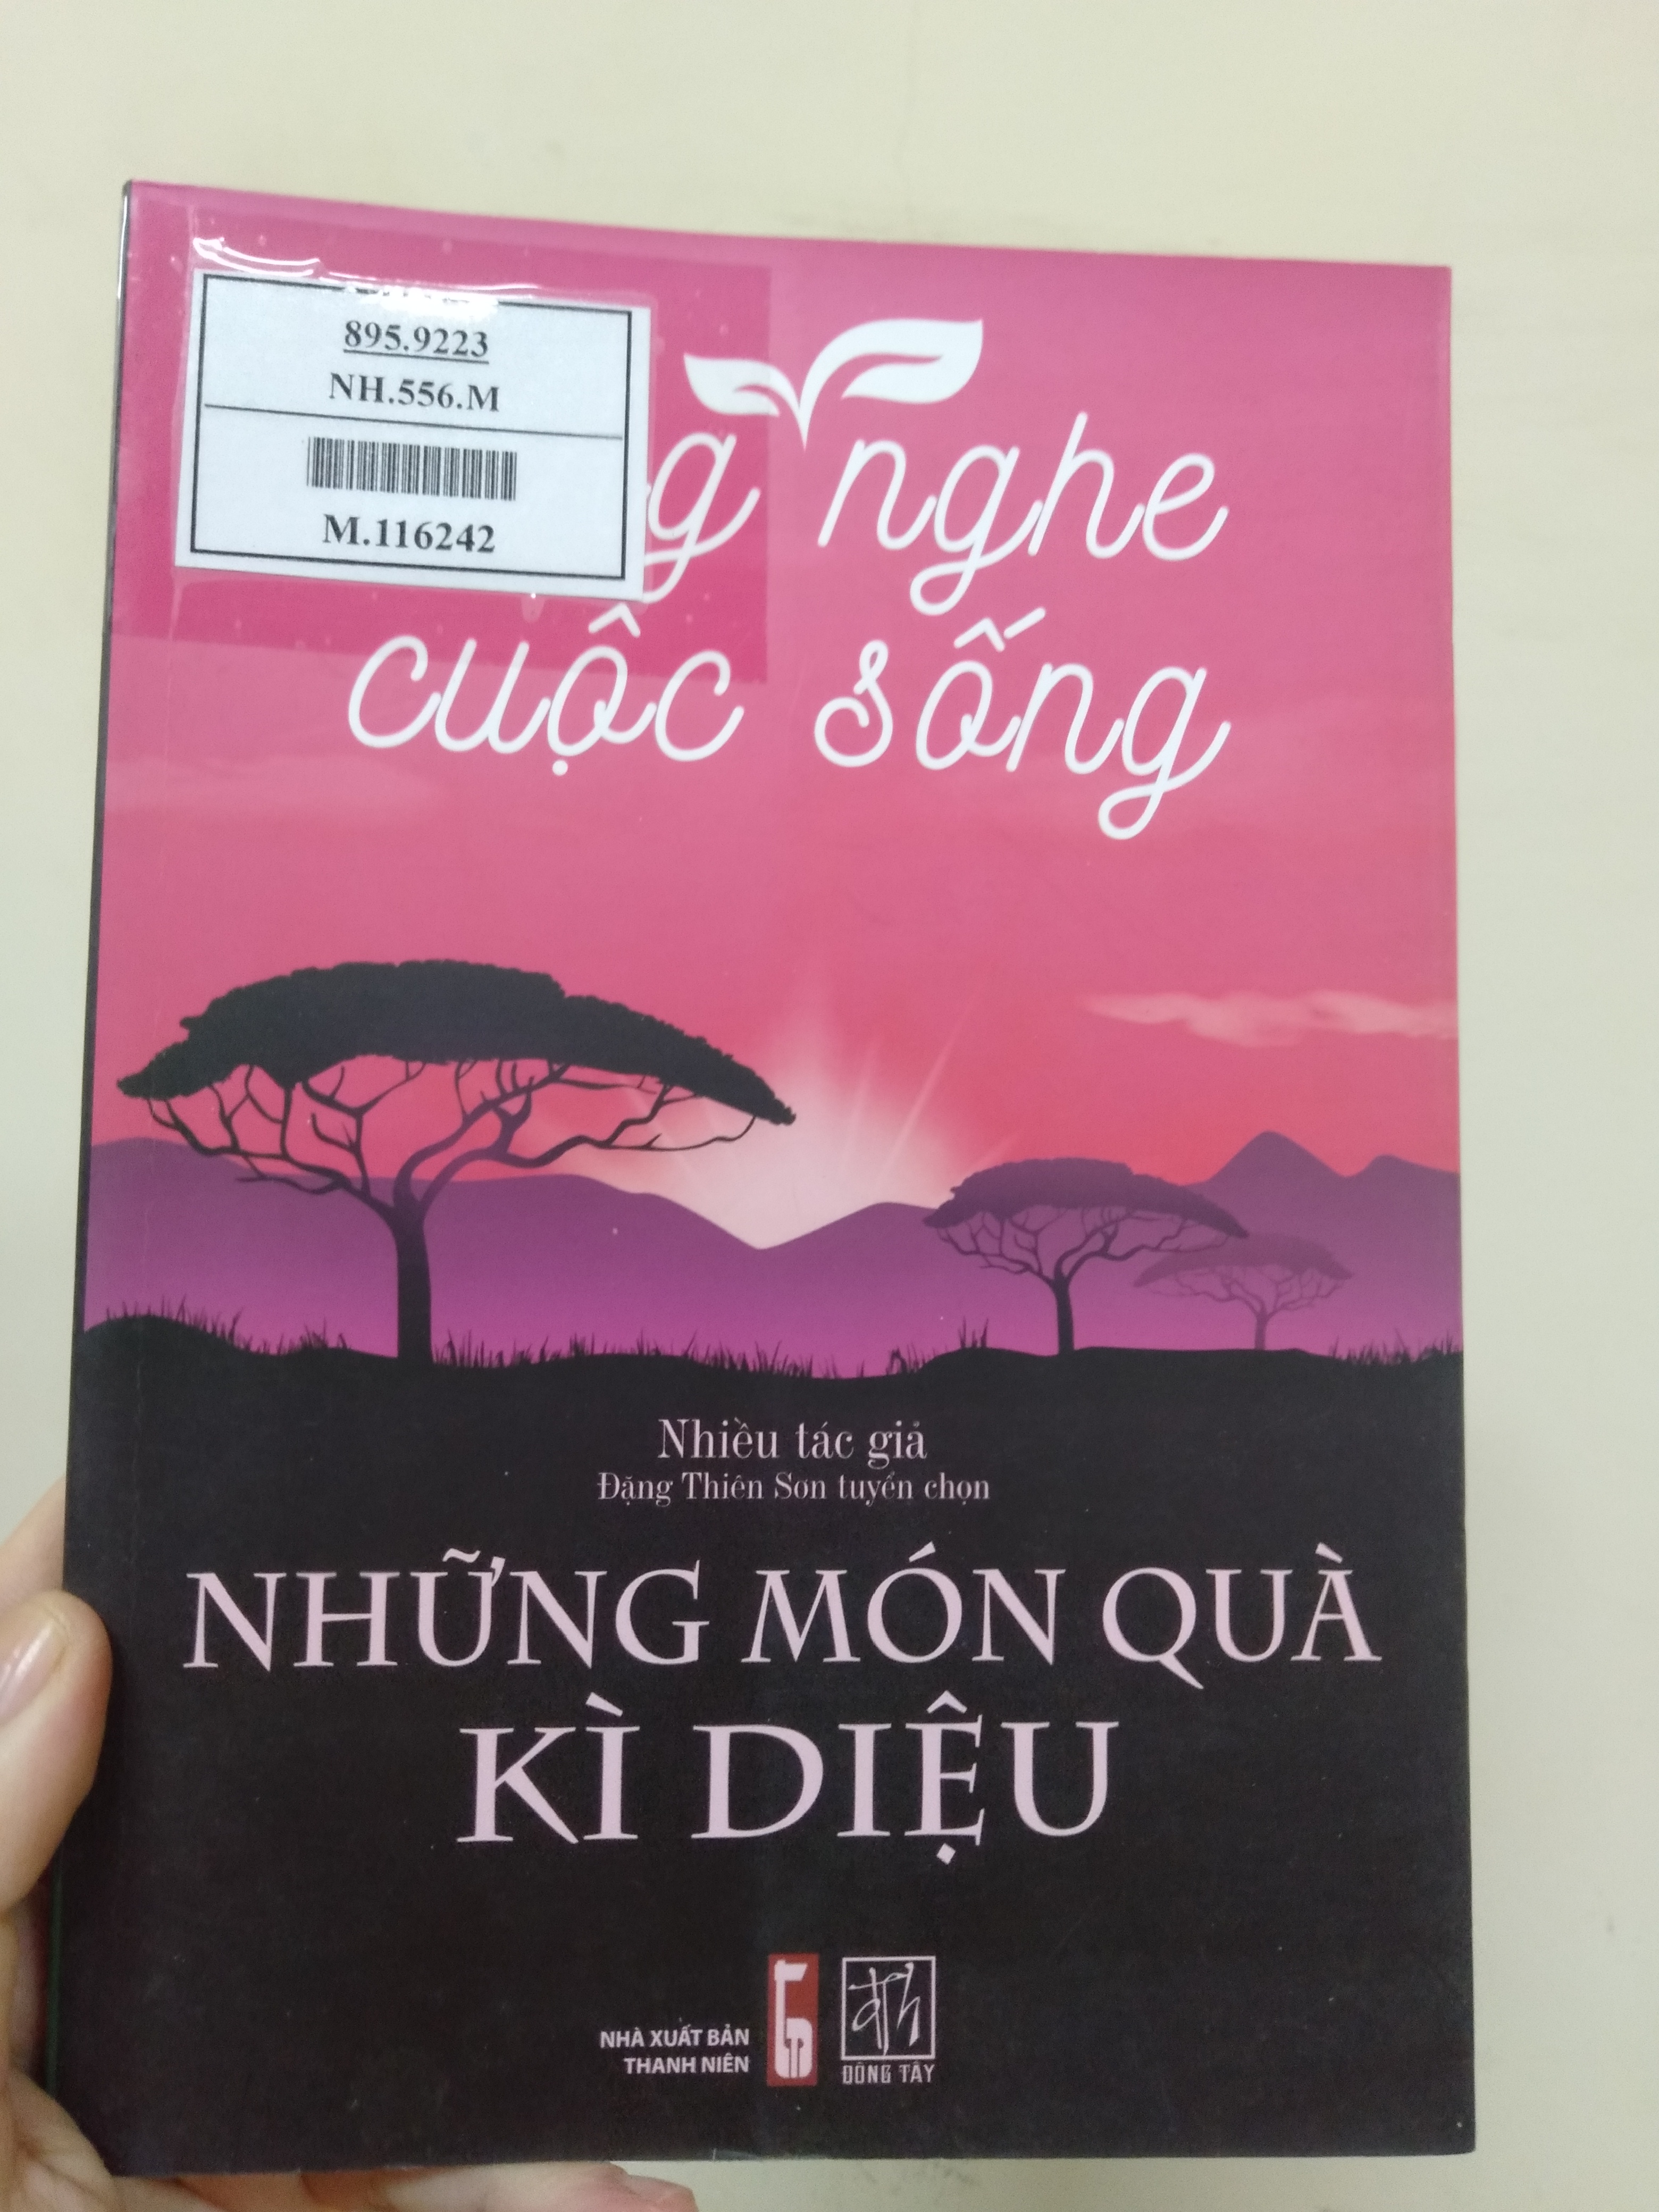 895.9223
NH.556.M
M.116242
nghe
cuộc sống
Nhiều tác giả
Đặng Thiên Sơn tuyển chọn
NHỮNG MÓN QUÀ
KÌ DIỆU
NHÀ XUẤT BẢN
THANH NIÊN
ĐÔNG TÂY